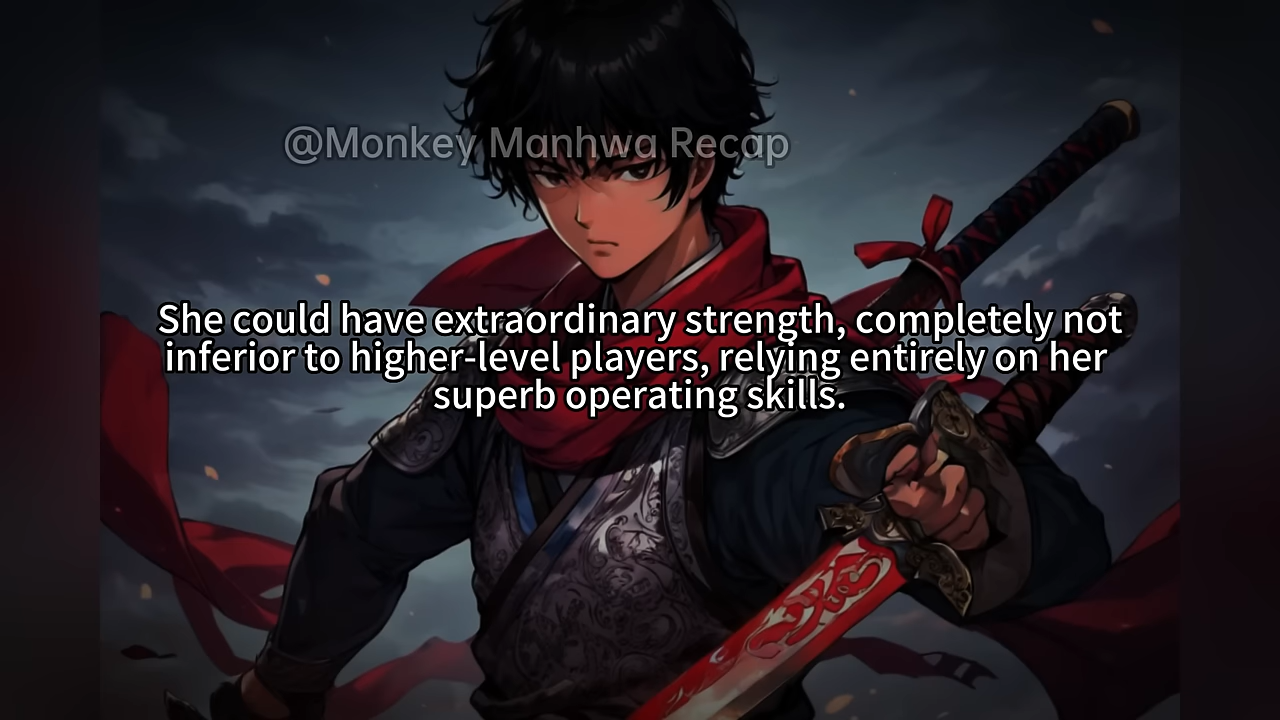 @Monkey Manhwa Recap
She could have extraordinary strength, completely not
inferior to higher-level players, relying entirely on her
superb operating skills.